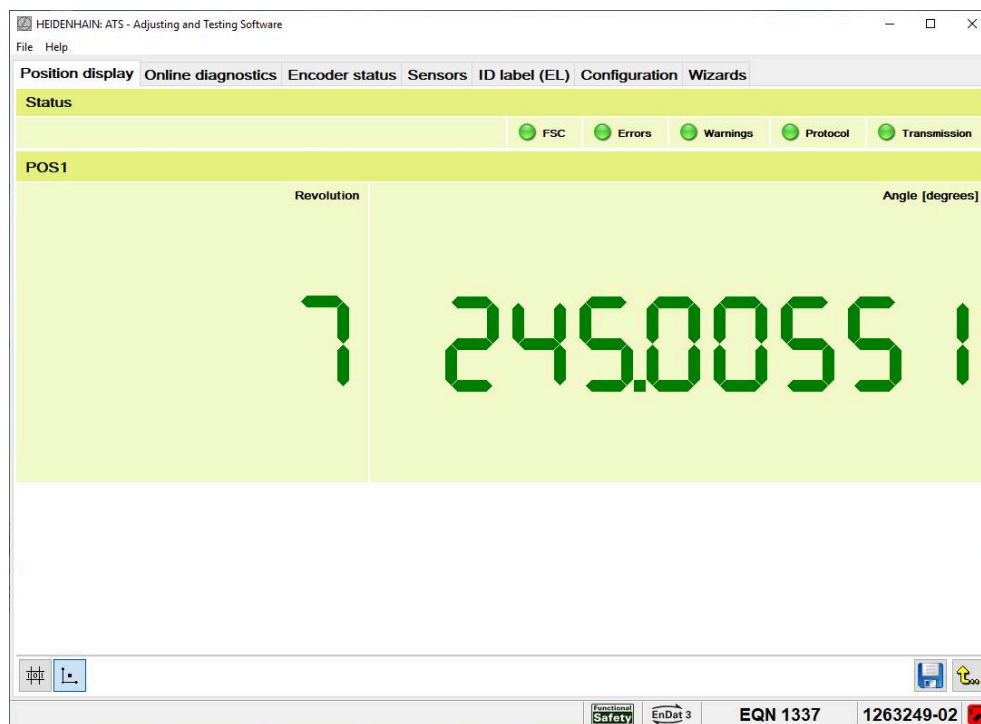 HEIDENHAIN: ATS - Adjusting and Testing Software
File Help
Position display Online diagnostics Encoder status Sensors ID label (EL) Configuration Wizards
Status
FSC Errors Warnings Protocol Transmission
POS1
Revolution Angle [degrees]
7 245.00551
Functional
Safety EnDat 3 EQN 1337 1263249-02